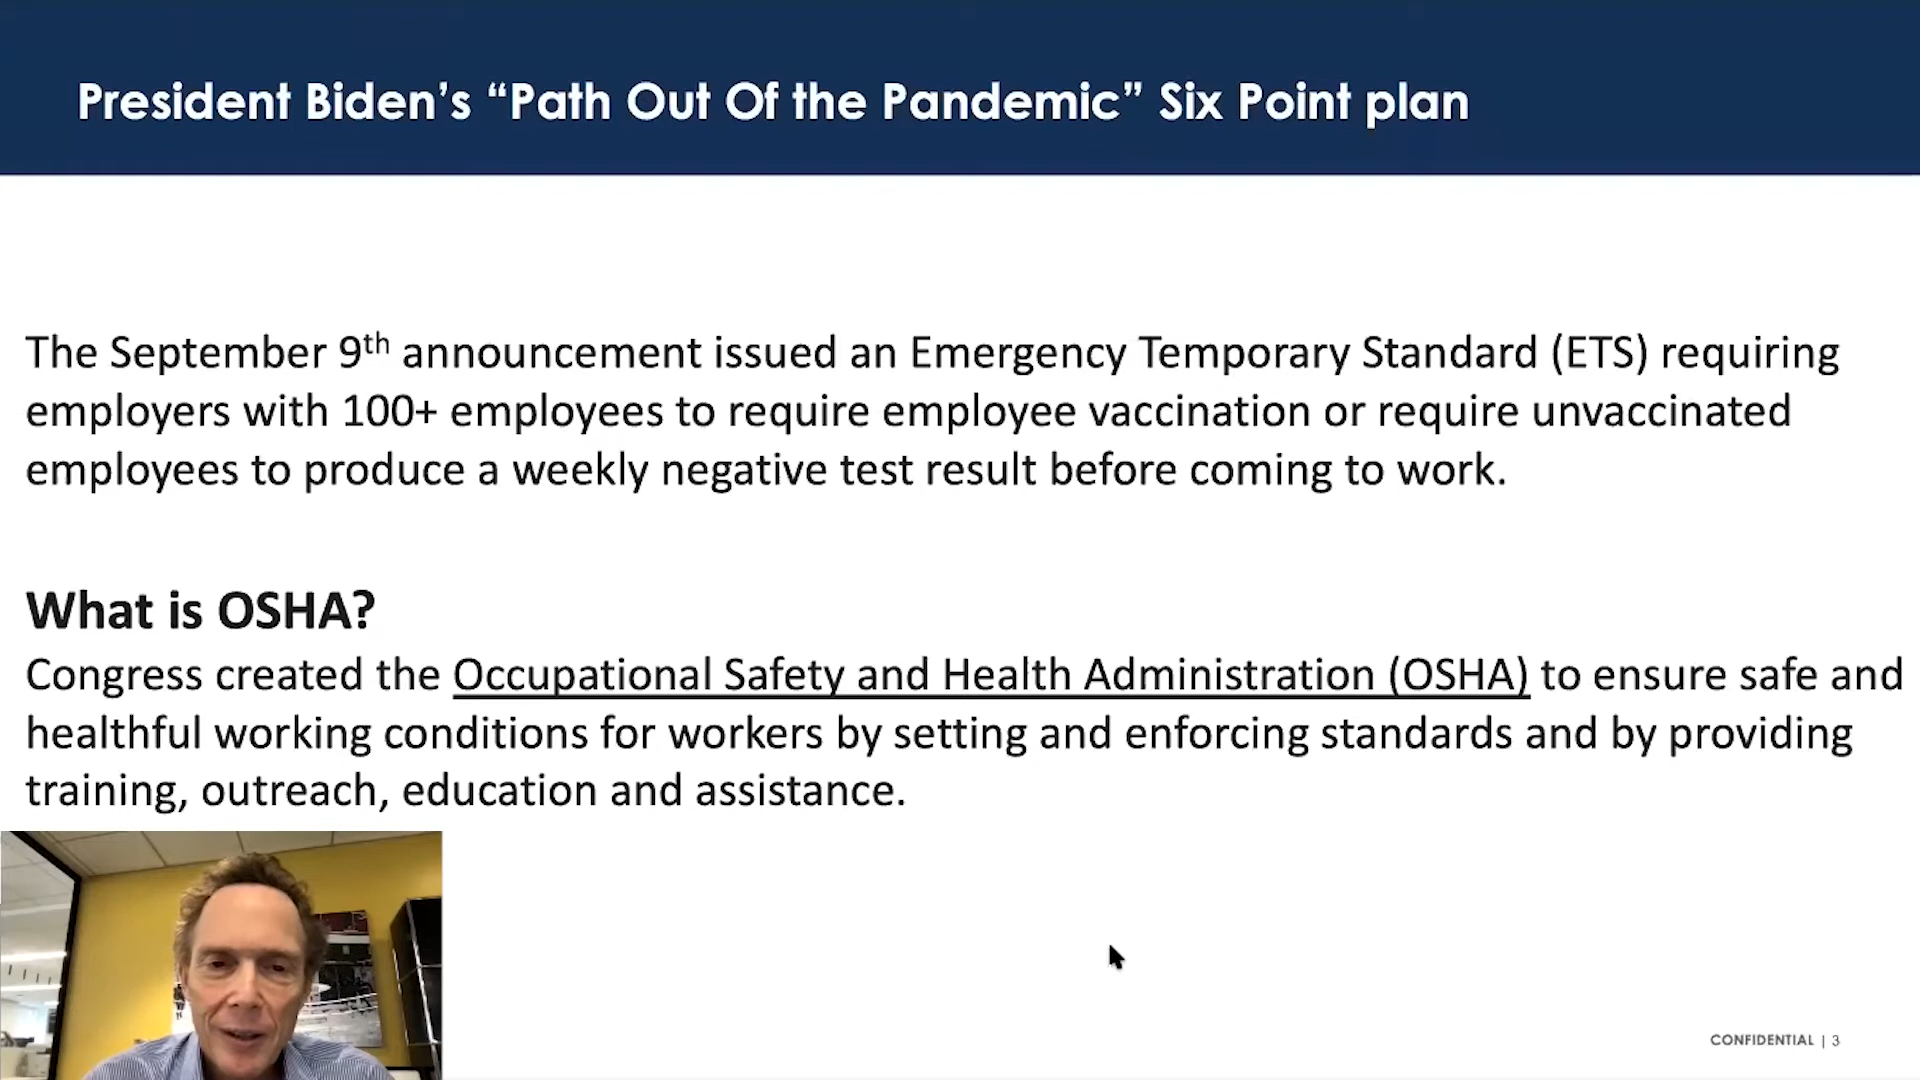 President Biden’s “Path Out Of the Pandemic” Six Point plan
The September 9th announcement issued an Emergency Temporary Standard (ETS) requiring
employers with 100+ employees to require employee vaccination or require unvaccinated
employees to produce a weekly negative test result before coming to work.
What is OSHA?
Congress created the Occupational Safety and Health Administration (OSHA) to ensure safe and
healthful working conditions for workers by setting and enforcing standards and by providing
training, outreach, education and assistance.
CONFIDENTIAL | 3